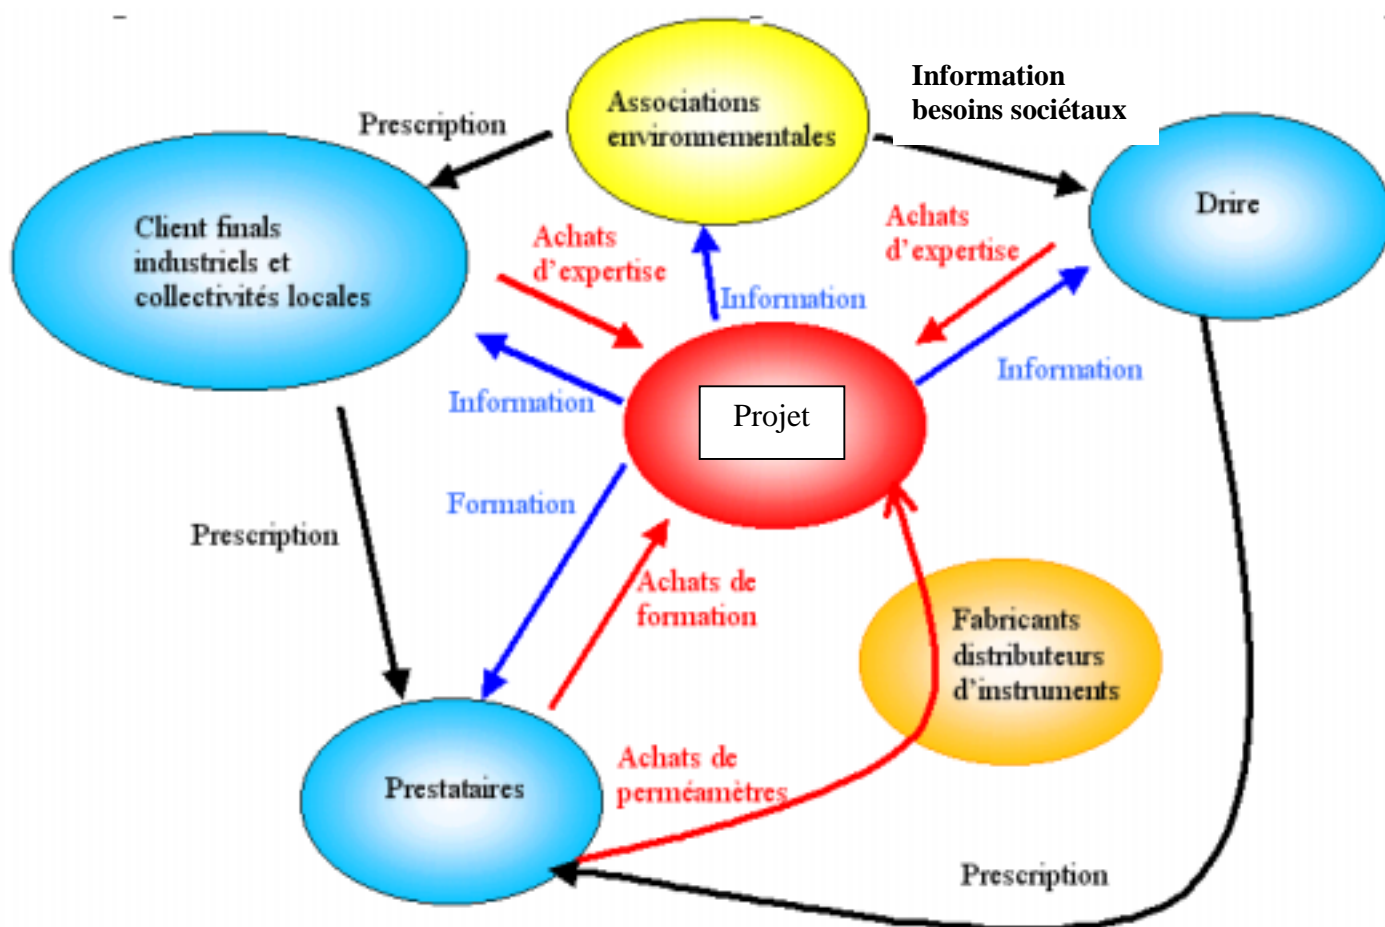 Information
besoins sociétaux
Associations
environnementales
Prescription
Drire
Client finals
industriels et
collectivités locales
Achats
d’expertise
Achats
d’expertise
Information
Information
Information
Projet
Formation
Prescription
Achats de
formation
Fabricants
distributeurs
d’instruments
Achats de
perméamètres
Prestataires
Prescription